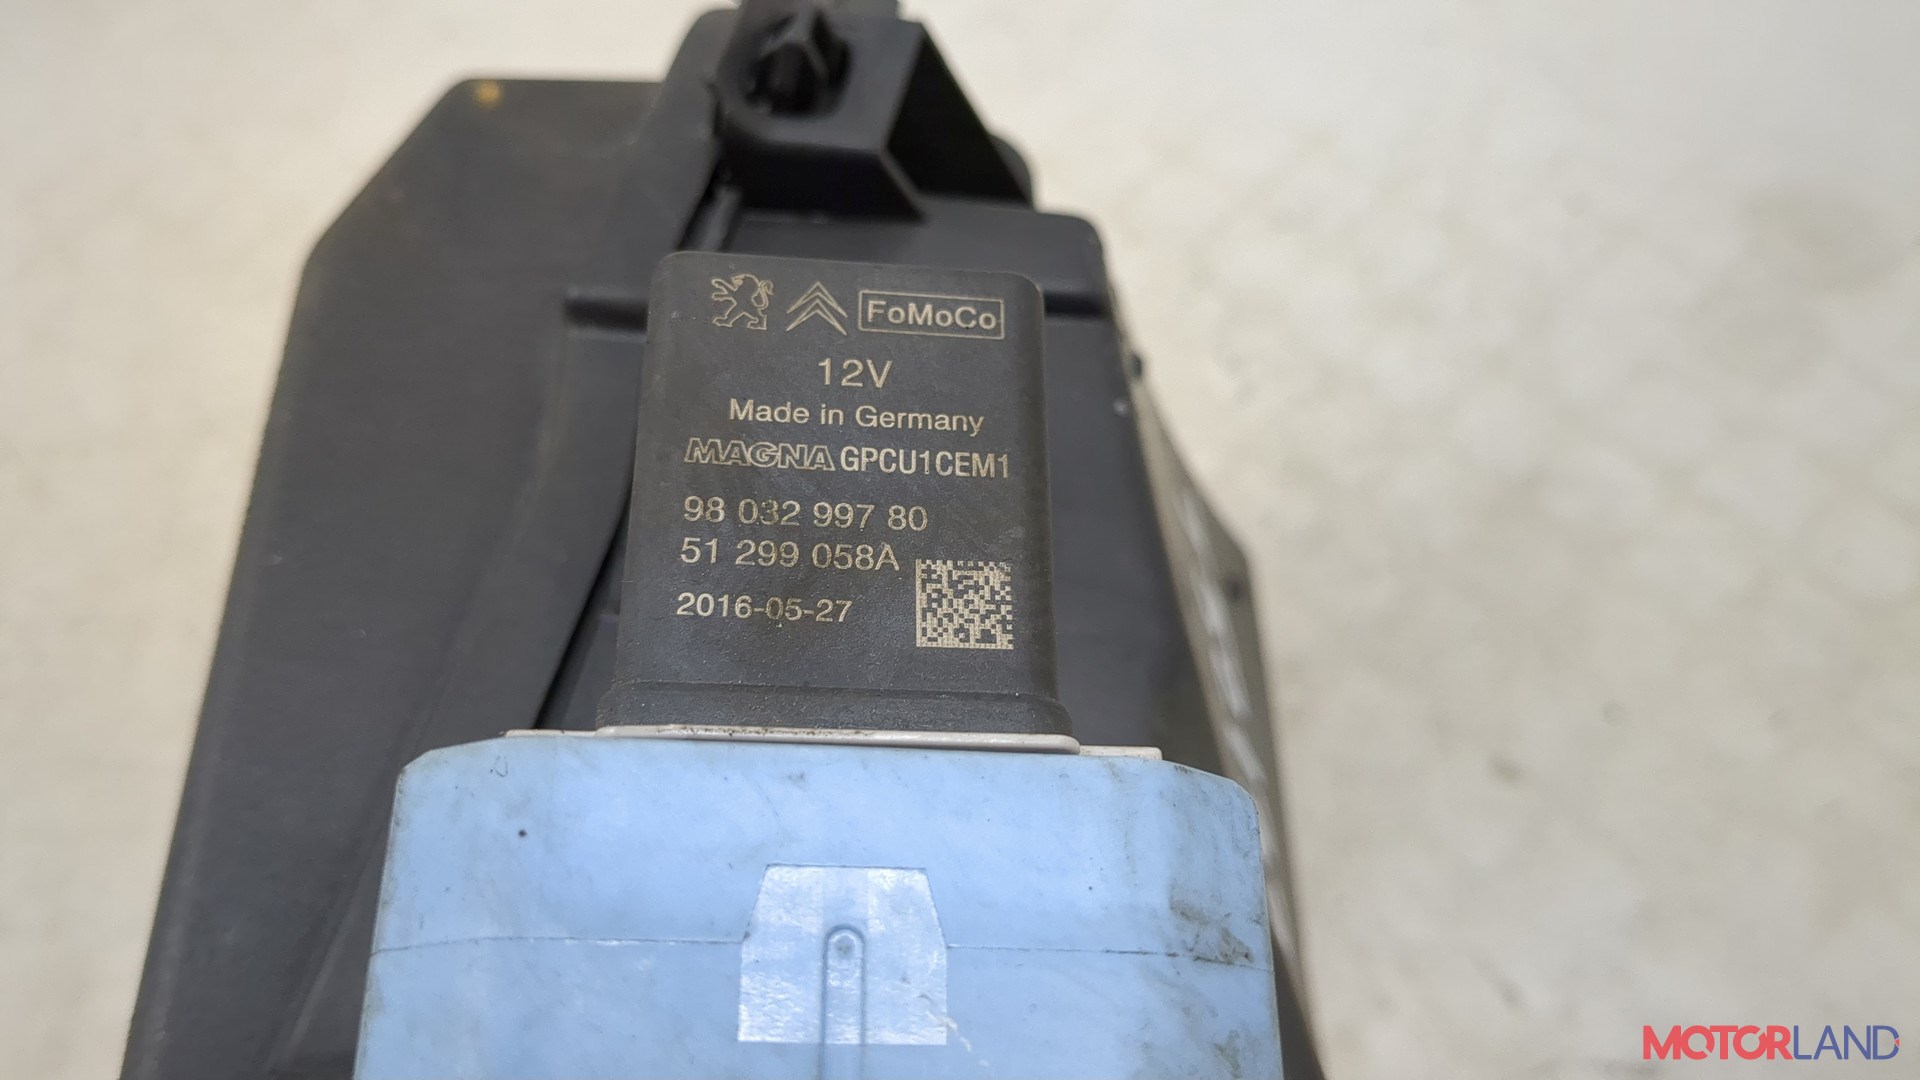 FoMoCo
12V
Made in Germany
MAGNA GPCU1CEM1
98 032 997 80
51 299 058A
2016-05-27
MOTORLAND